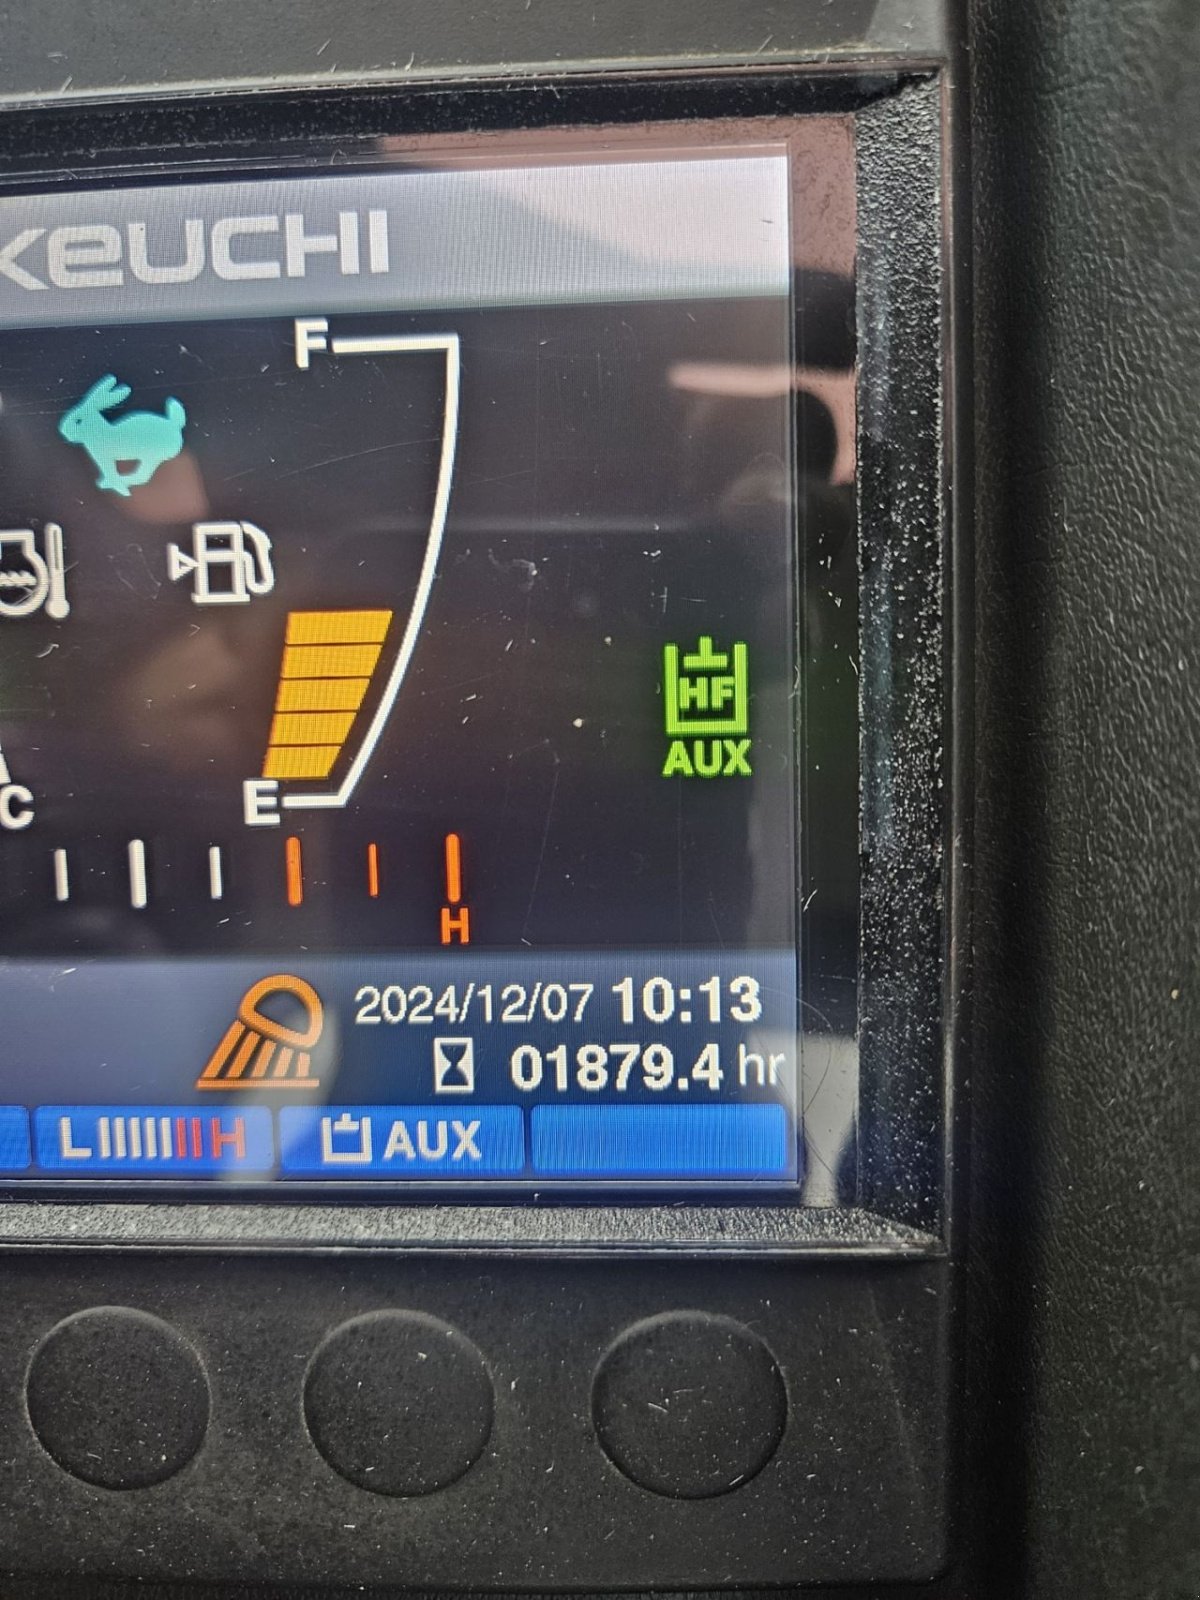 KEUCHI
F
HF
AUX
E
C
H
2024/12/07 10:13
01879.4 hr
L H
AUX